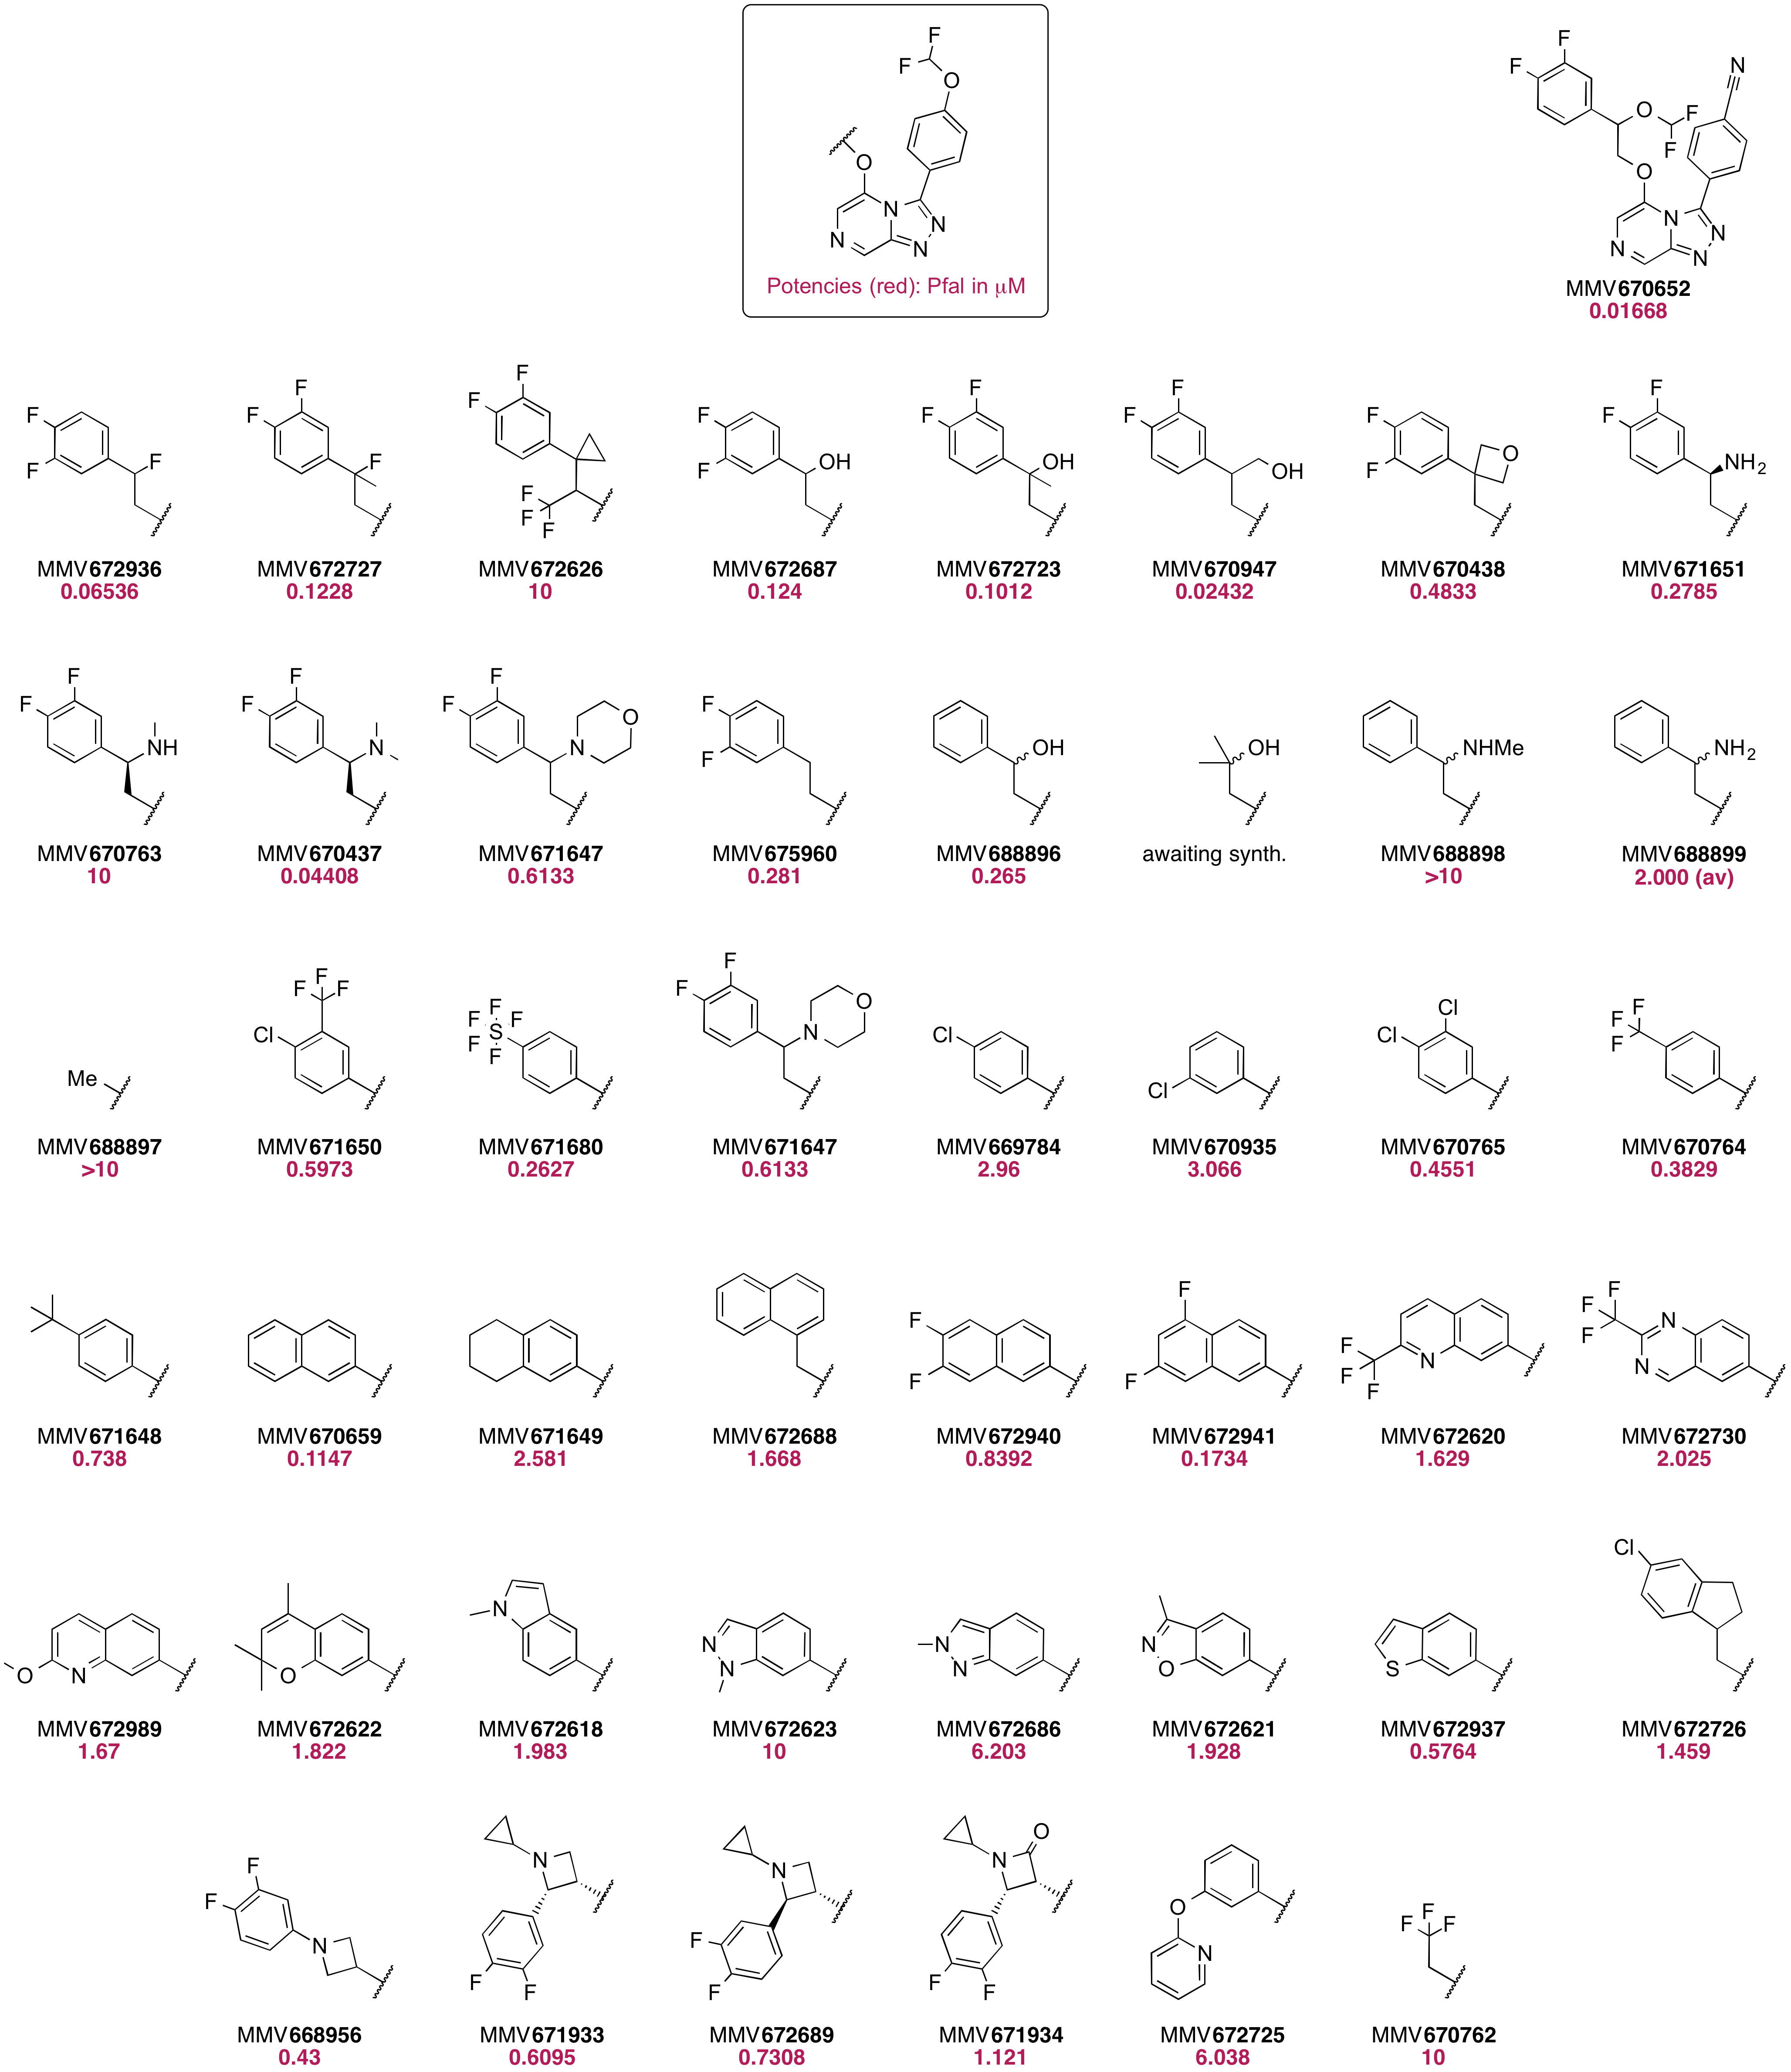 Potencies (red): Pfal in μM
MMV670652
0.01668
MMV672936
0.06536
MMV672727
0.1228
MMV672626
10
MMV672687
0.124
MMV672723
0.1012
MMV670947
0.02432
MMV670438
0.4833
MMV671651
0.2785
MMV670763
10
MMV670437
0.04408
MMV671647
0.6133
MMV675960
0.281
MMV688896
0.265
awaiting synth.
MMV688898
>10
MMV688899
2.000 (av)
MMV688897
>10
MMV671650
0.5973
MMV671680
0.2627
MMV671647
0.6133
MMV669784
2.96
MMV670935
3.066
MMV670765
0.4551
MMV670764
0.3829
MMV671648
0.738
MMV670659
0.1147
MMV671649
2.581
MMV672688
1.668
MMV672940
0.8392
MMV672941
0.1734
MMV672620
1.629
MMV672730
2.025
MMV672989
1.67
MMV672622
1.822
MMV672618
1.983
MMV672623
10
MMV672686
6.203
MMV672621
1.928
MMV672937
0.5764
MMV672726
1.459
MMV668956
0.43
MMV671933
0.6095
MMV672689
0.7308
MMV671934
1.121
MMV672725
6.038
MMV670762
10